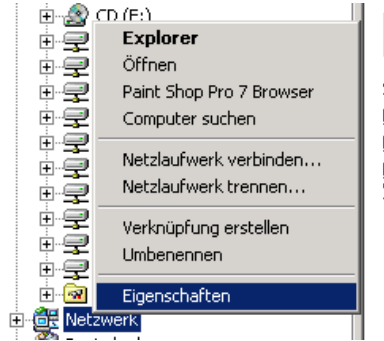 CD (E:)
Explorer
Öffnen
Paint Shop Pro 7 Browser
Computer suchen
Netzlaufwerk verbinden...
Netzlaufwerk trennen...
Verknüpfung erstellen
Umbenennen
Eigenschaften
Netzwerk